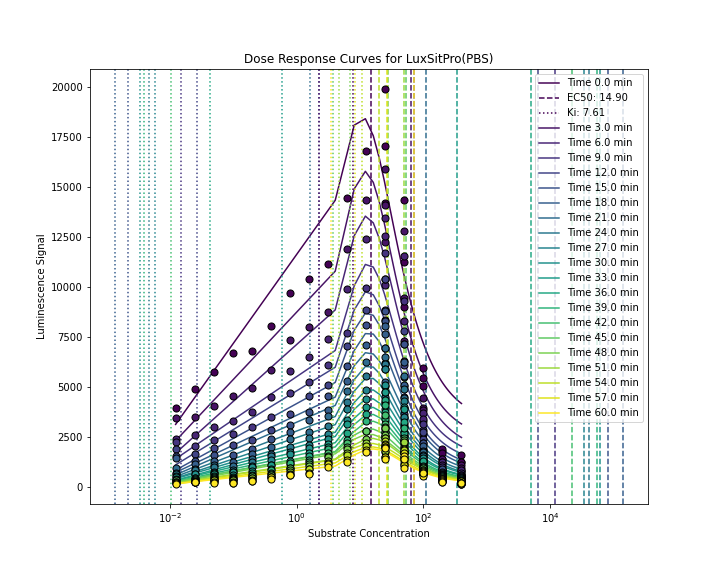 Dose Response Curves for LuxSitPro(PBS)
Luminescence Signal
20000
17500
15000
12500
10000
7500
5000
2500
0
10⁻² 10⁰ 10² 10⁴
Substrate Concentration
Time 0.0 min
EC50: 14.90
Ki: 7.61
Time 3.0 min
Time 6.0 min
Time 9.0 min
Time 12.0 min
Time 15.0 min
Time 18.0 min
Time 21.0 min
Time 24.0 min
Time 27.0 min
Time 30.0 min
Time 33.0 min
Time 36.0 min
Time 39.0 min
Time 42.0 min
Time 45.0 min
Time 48.0 min
Time 51.0 min
Time 54.0 min
Time 57.0 min
Time 60.0 min